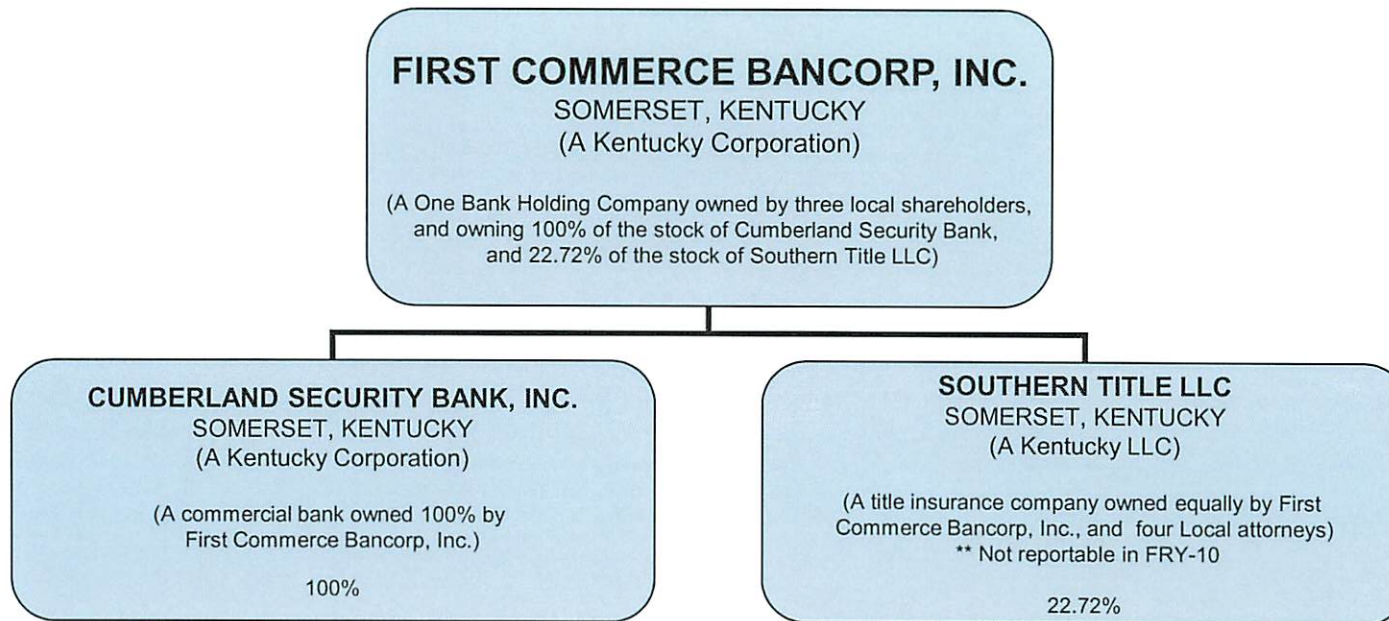 FIRST COMMERCE BANCORP, INC.
SOMERSET, KENTUCKY
(A Kentucky Corporation)
(A One Bank Holding Company owned by three local shareholders,
and owning 100% of the stock of Cumberland Security Bank,
and 22.72% of the stock of Southern Title LLC)
CUMBERLAND SECURITY BANK, INC.
SOMERSET, KENTUCKY
(A Kentucky Corporation)
(A commercial bank owned 100% by
First Commerce Bancorp, Inc.)
100%
SOUTHERN TITLE LLC
SOMERSET, KENTUCKY
(A Kentucky LLC)
(A title insurance company owned equally by First
Commerce Bancorp, Inc., and four Local attorneys)
** Not reportable in FRY-10
22.72%